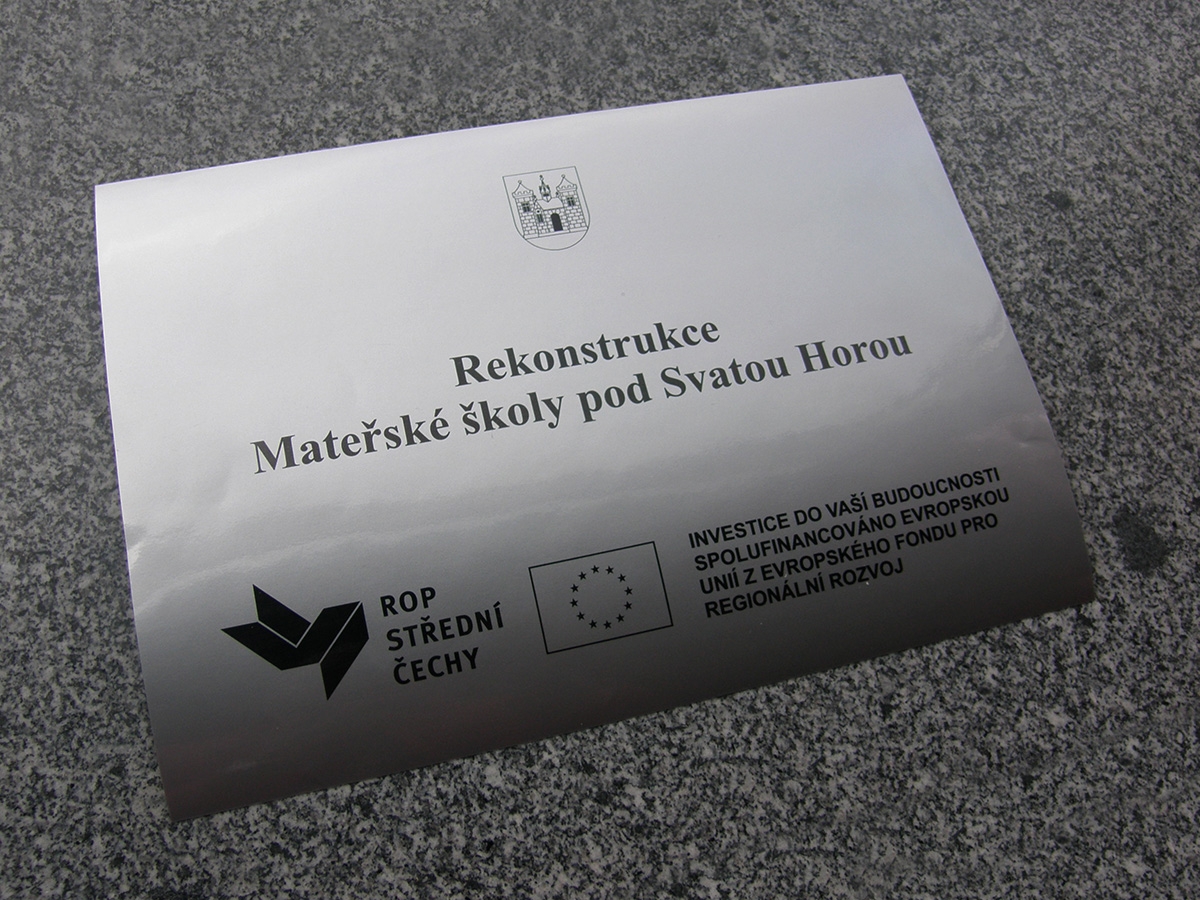 Rekonstrukce
Mateřské školy pod Svatou Horou
ROP
STŘEDNÍ
ČECHY
INVESTICE DO VAŠÍ BUDOUCNOSTI
SPOLUFINANCOVÁNO EVROPSKOU
UNIÍ Z EVROPSKÉHO FONDU PRO
REGIONÁLNÍ ROZVOJ